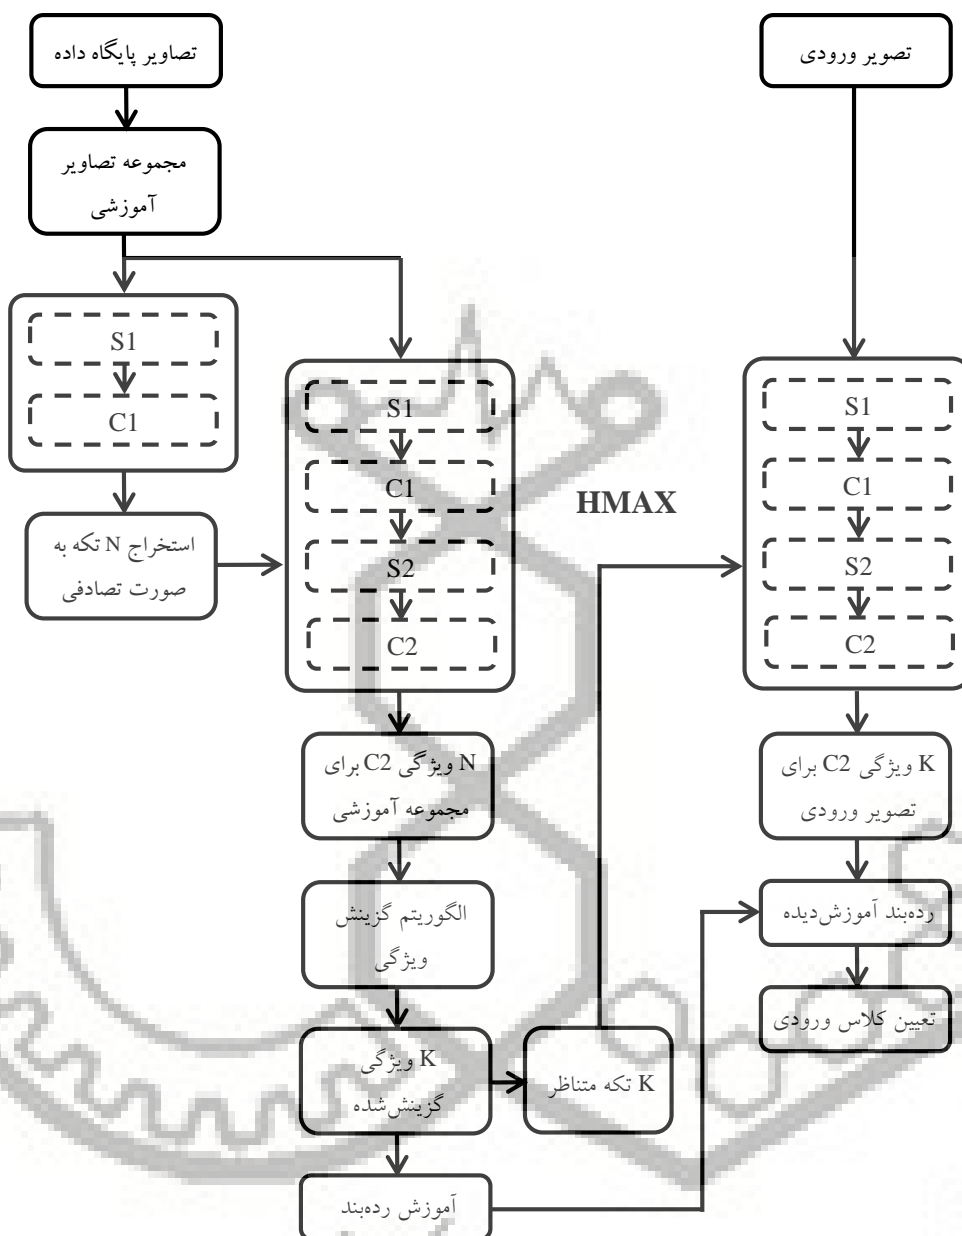 تصاویر پایگاه داده
تصویر ورودی
مجموعه تصاویر
آموزشی
S1
C1
استخراج N تکه به
صورت تصادفی
S1
C1
S2
C2
HMAX
S1
C1
S2
C2
N ویژگی C2 برای
مجموعه آموزشی
K ویژگی C2 برای
تصویر ورودی
الگوریتم گزینش
ویژگی
رده‌بند آموزش‌دیده
K ویژگی
گزینش‌شده
K تکه متناظر
تعیین کلاس ورودی
آموزش رده‌بند